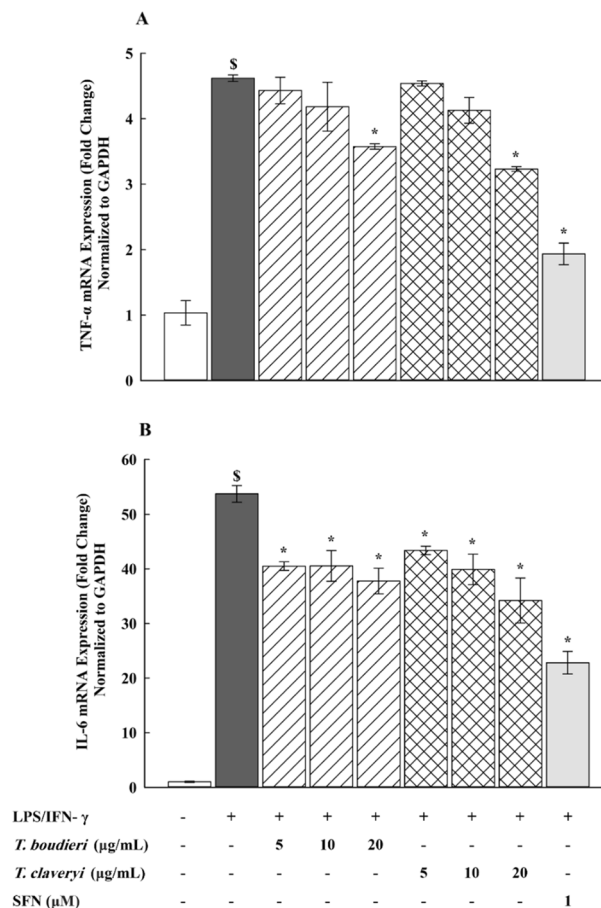 A
TNF-α mRNA Expression (Fold Change)
Normalized to GAPDH
5
4
3
2
1
0
$
*
*
*
B
IL-6 mRNA Expression (Fold Change)
Normalized to GAPDH
60
50
40
30
20
10
0
$
* * * * * * *
LPS/IFN- γ - + + + + + + + +
T. boudieri (µg/mL) - - 5 10 20 - - - -
T. claveryi (µg/mL) - - - - - 5 10 20 -
SFN (µM) - - - - - - - - 1